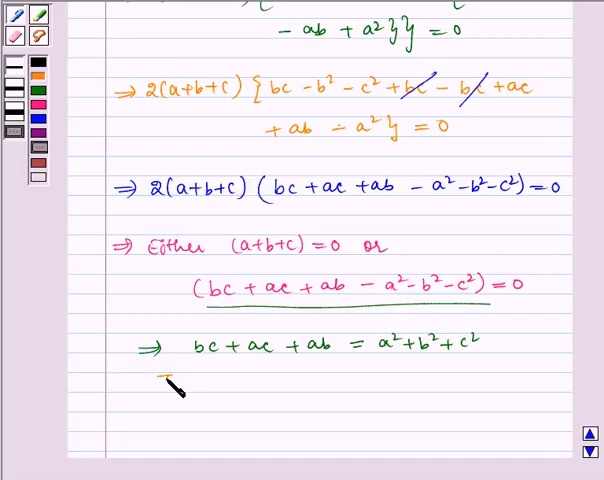 - ab + a²}} = 0
⇒ 2(a+b+c) {bc - b² - c² + bc - bc + ac
+ ab - a²} = 0
⇒ 2(a+b+c) (bc + ac + ab - a² - b² - c²) = 0
⇒ Either (a+b+c) = 0 or
(bc + ac + ab - a² - b² - c²) = 0
⇒ bc + ac + ab = a² + b² + c²